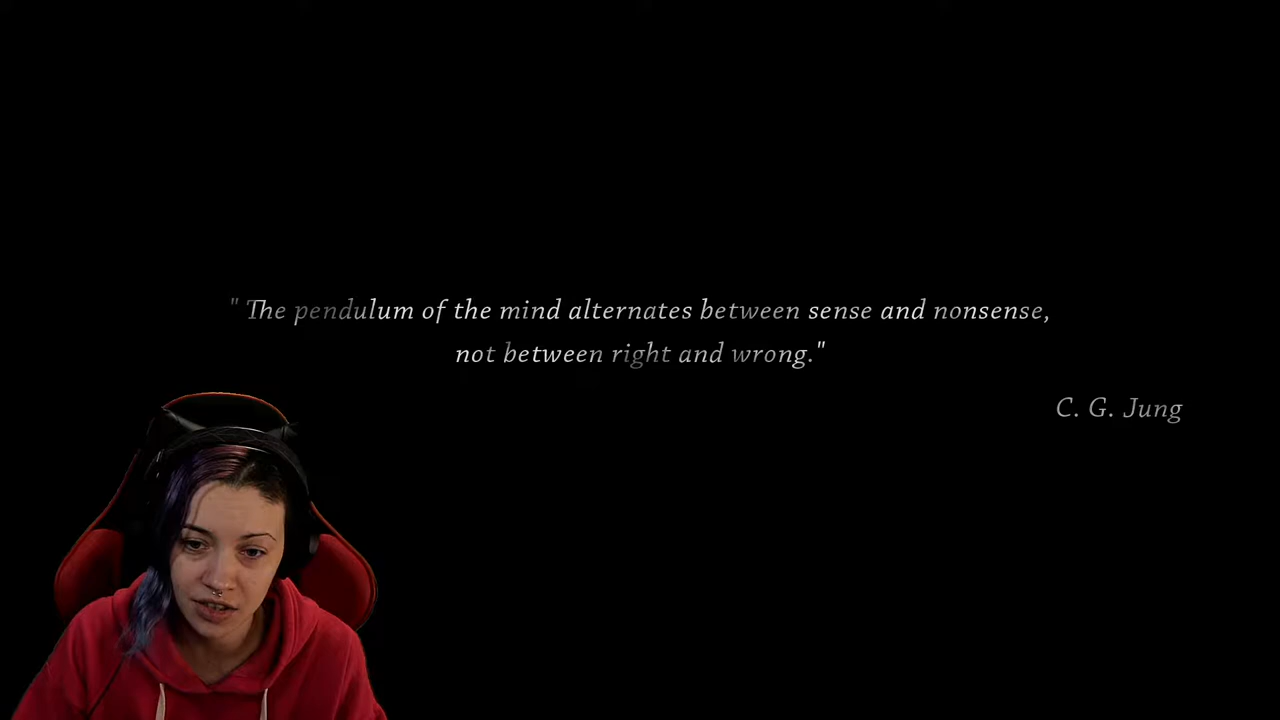 " The pendulum of the mind alternates between sense and nonsense,
not between right and wrong."
C. G. Jung